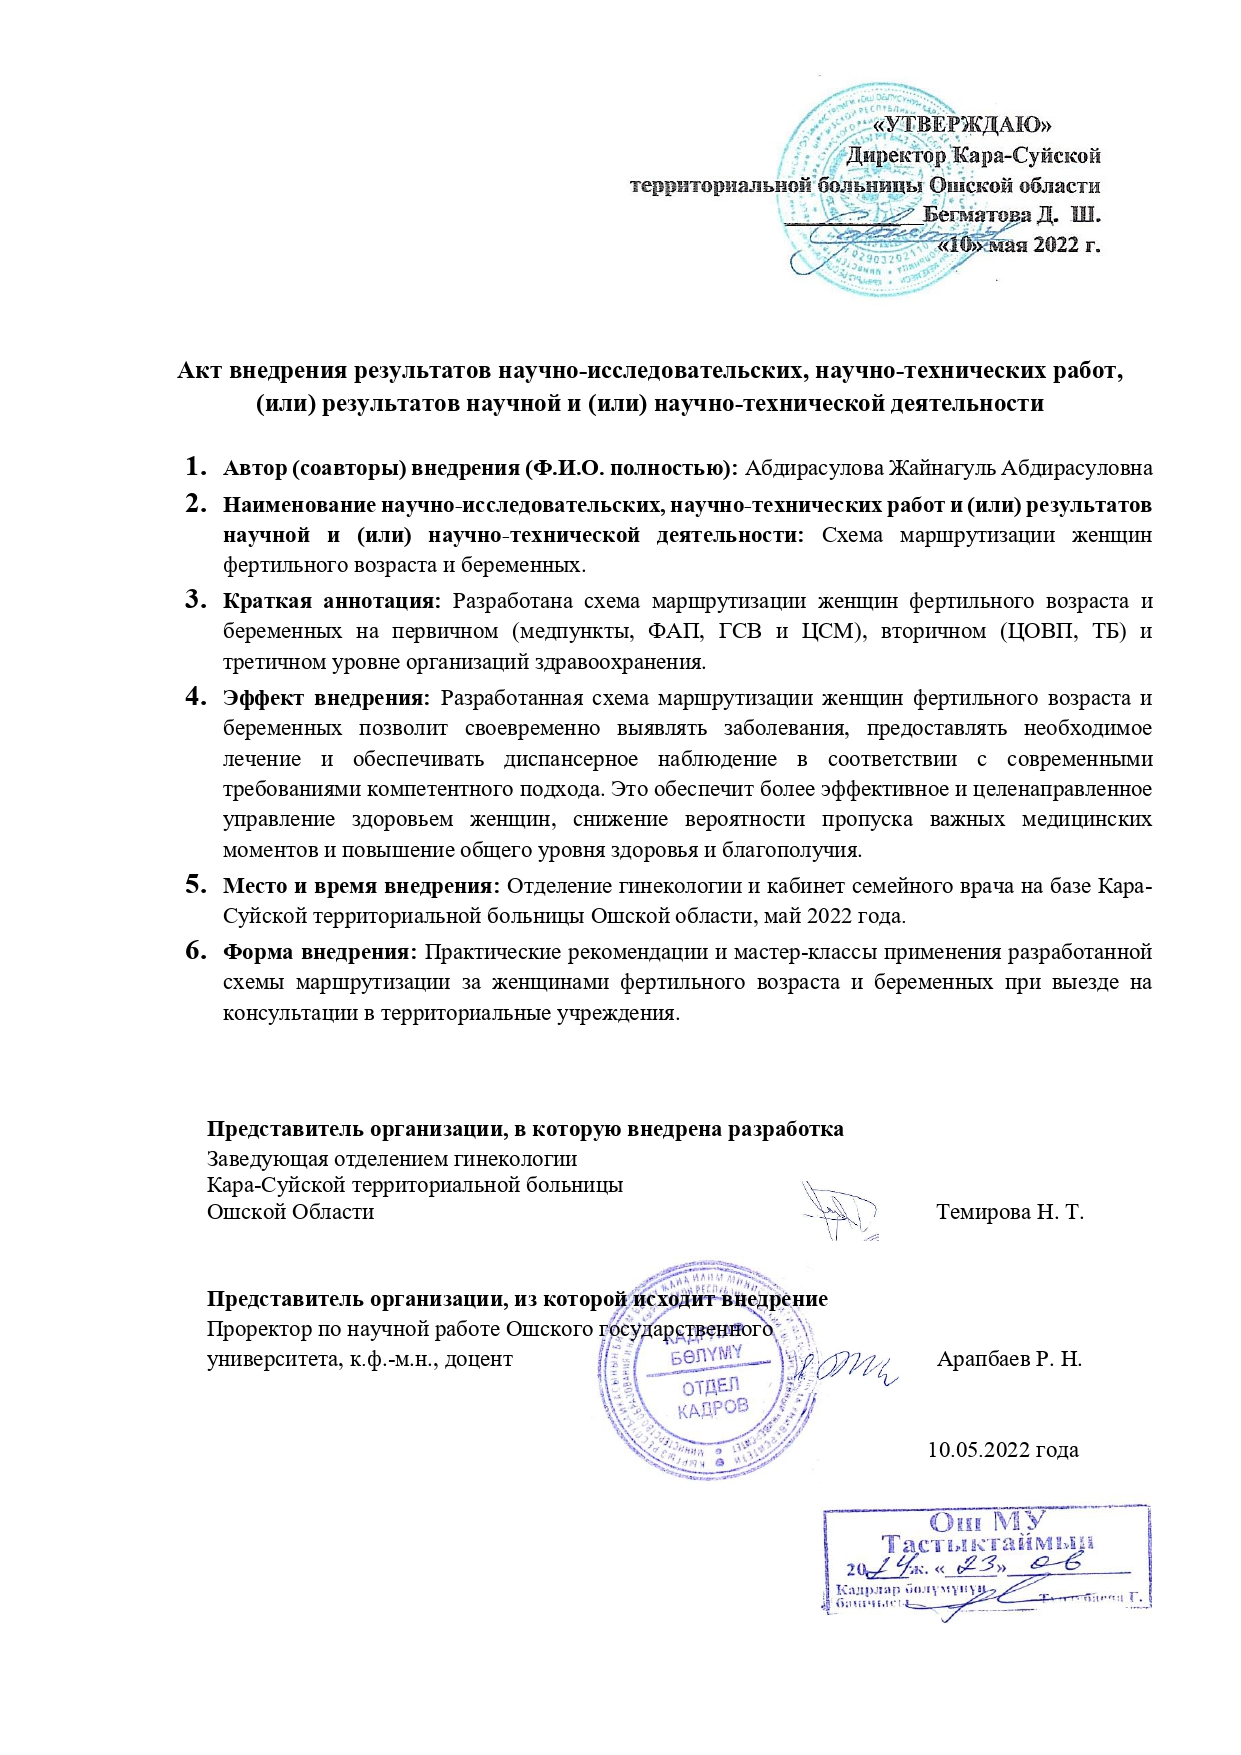 «УТВЕРЖДАЮ»
Директор Кара-Суйской
территориальной больницы Ошской области
____________Бегматова Д. Ш.
«10» мая 2022 г.
Акт внедрения результатов научно-исследовательских, научно-технических работ,
(или) результатов научной и (или) научно-технической деятельности
1. Автор (соавторы) внедрения (Ф.И.О. полностью): Абдирасулова Жайнагуль Абдирасуловна
2. Наименование научно-исследовательских, научно-технических работ и (или) результатов
научной и (или) научно-технической деятельности: Схема маршрутизации женщин
фертильного возраста и беременных.
3. Краткая аннотация: Разработана схема маршрутизации женщин фертильного возраста и
беременных на первичном (медпункты, ФАП, ГСВ и ЦСМ), вторичном (ЦОВП, ТБ) и
третичном уровне организаций здравоохранения.
4. Эффект внедрения: Разработанная схема маршрутизации женщин фертильного возраста и
беременных позволит своевременно выявлять заболевания, предоставлять необходимое
лечение и обеспечивать диспансерное наблюдение в соответствии с современными
требованиями компетентного подхода. Это обеспечит более эффективное и целенаправленное
управление здоровьем женщин, снижение вероятности пропуска важных медицинских
моментов и повышение общего уровня здоровья и благополучия.
5. Место и время внедрения: Отделение гинекологии и кабинет семейного врача на базе Кара-
Суйской территориальной больницы Ошской области, май 2022 года.
6. Форма внедрения: Практические рекомендации и мастер-классы применения разработанной
схемы маршрутизации за женщинами фертильного возраста и беременных при выезде на
консультации в территориальные учреждения.
Представитель организации, в которую внедрена разработка
Заведующая отделением гинекологии
Кара-Суйской территориальной больницы
Ошской Области Темирова Н. Т.
Представитель организации, из которой исходит внедрение
Проректор по научной работе Ошского государственного
университета, к.ф.-м.н., доцент Арапбаев Р. Н.
КАДРЛАР
БӨЛҮМҮ
ОТДЕЛ
КАДРОВ
10.05.2022 года
Ош МУ
Тастыктаймын
2024ж. «23» 06
Кадрлар бөлүмүнүн
башчысы